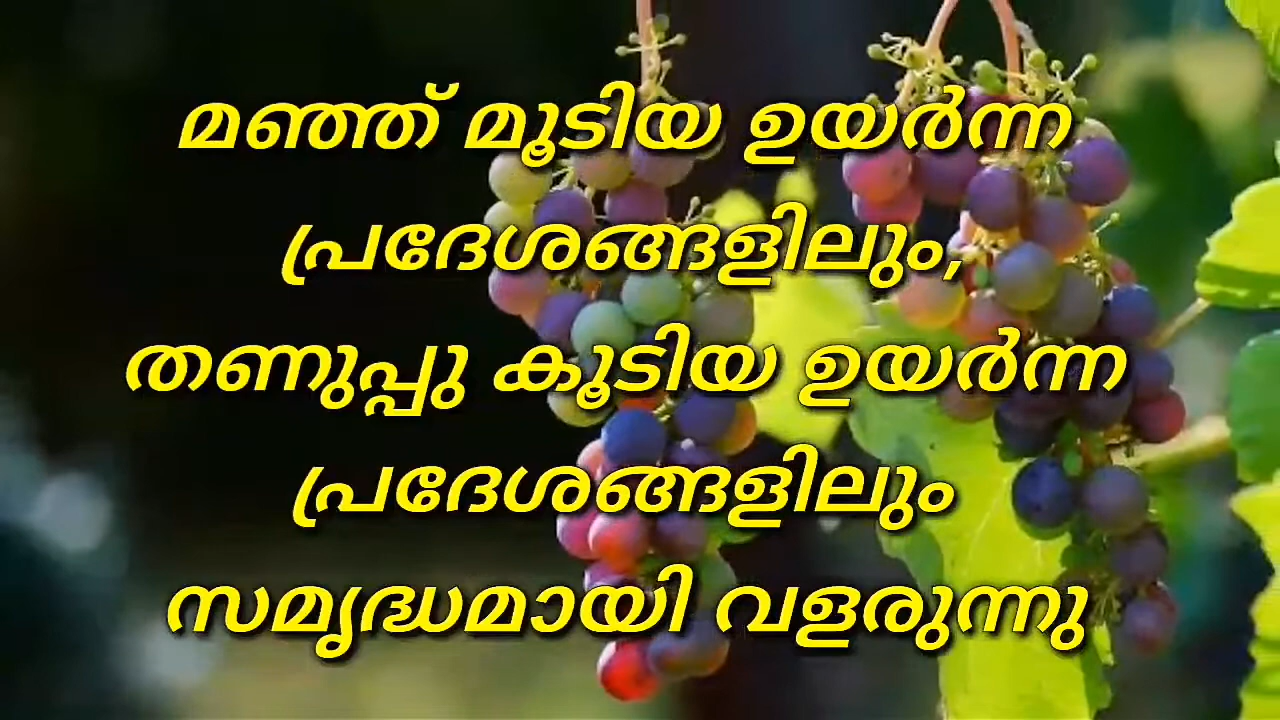 മഞ്ഞ് മൂടിയ ഉയർന്ന
പ്രദേശങ്ങളിലും,
തണുപ്പു കൂടിയ ഉയർന്ന
പ്രദേശങ്ങളിലും
സമൃദ്ധമായി വളരുന്നു